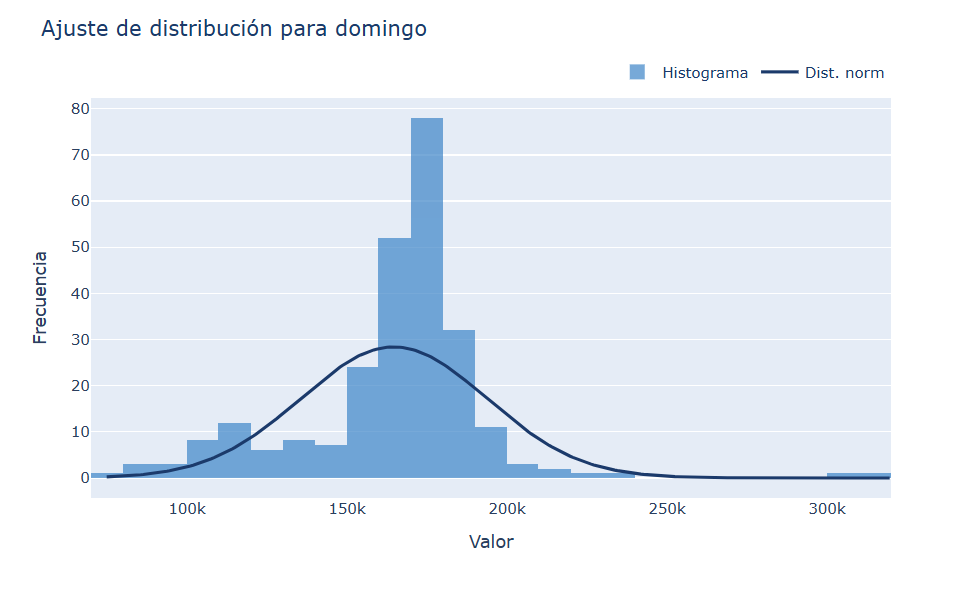 Ajuste de distribución para domingo
Histograma
Dist. norm
80
70
60
50
40
30
20
10
0
Frecuencia
100k
150k
200k
250k
300k
Valor